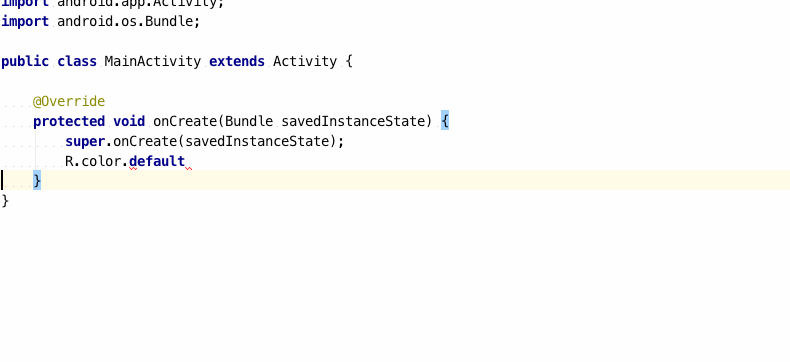 import android.app.Activity;
import android.os.Bundle;
public class MainActivity extends Activity {
@Override
protected void onCreate(Bundle savedInstanceState) {
super.onCreate(savedInstanceState);
R.color.default
}
}